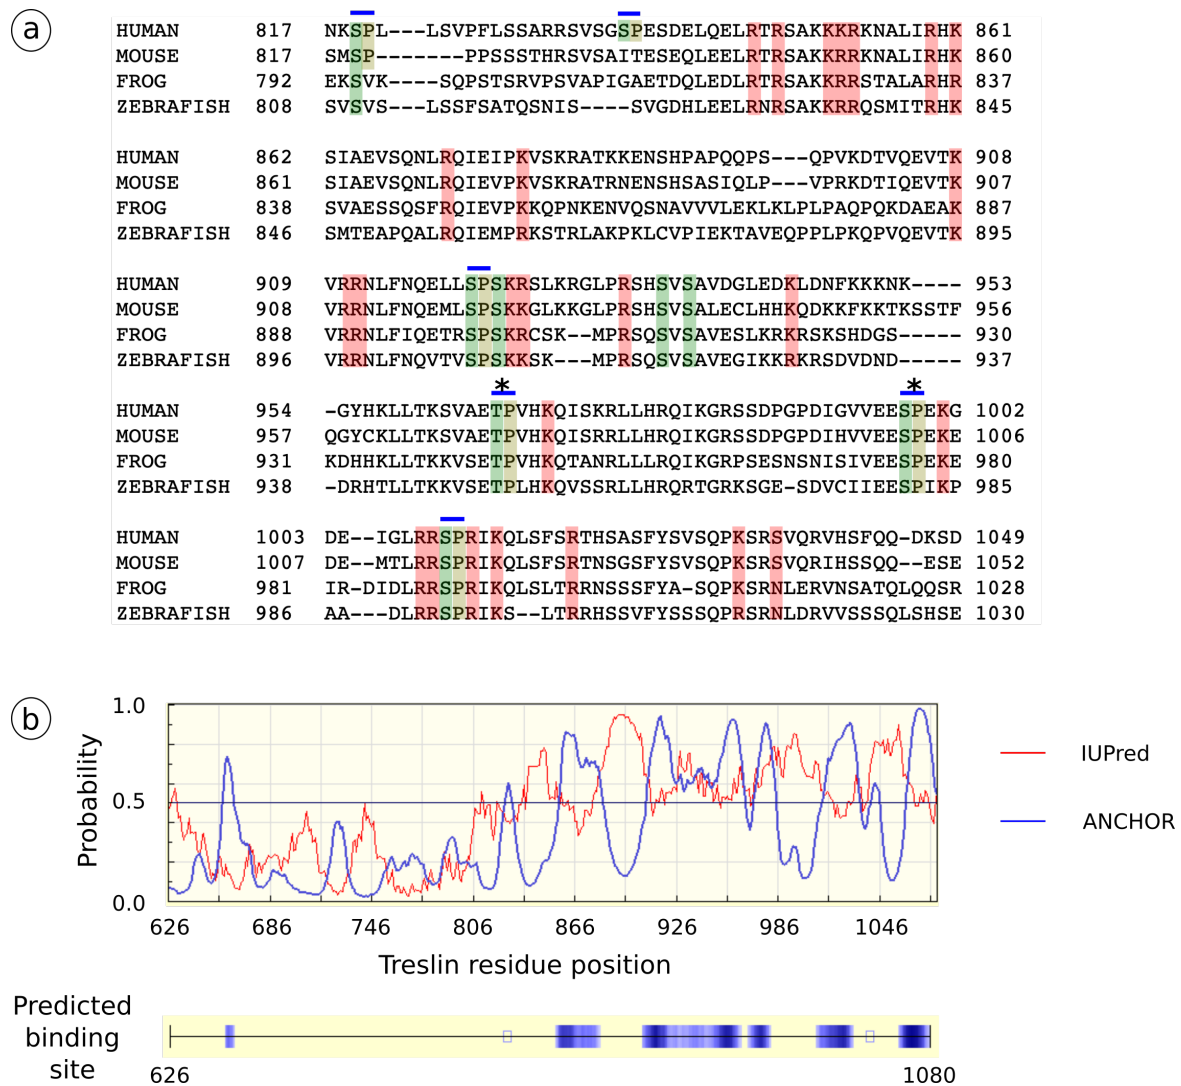 a
HUMAN 817 NKSPL---LSVPFLSSARRSVSGSPESDELQELRTRSAKKKRKNALIRHK 861
MOUSE 817 SMSP--------PPSSSTHRSVSAITESEQLEELRTRSAKKRRKNALIRHK 860
FROG 792 EKSVK----SQPSTSRVPSVAPIGAETDQLEDLRTRSAKKRRSTALARHR 837
ZEBRAFISH 808 SVSVS---LSSFSATQSNIS----SVGDHLEELRNRSAKKRRQSMITRHK 845
HUMAN 862 SIAEVSQNLRQIEIPKVSKRATKKENSHPAPQQPS---QPVKDTVQEVTK 908
MOUSE 861 SIAEVSQNLRQIEVPKVSKRATRNENSHSASIQLP---VPRKDTIQEVTK 907
FROG 838 SVAESSQSFRQIEVPKKQPNKENVQSNAVVVLEKLKLPLPAQPQKDAEAK 887
ZEBRAFISH 846 SMTEAPQALRQIEMPRKSTRLAKPKLCVPIEKTAVEQPPLPKQPVQEVTK 895
HUMAN 909 VRRNLFNQELLSPSKRSLKRGLPRSHSVSAVDGLEDKLDNFKKKNK---- 953
MOUSE 908 VRRNLFNQEMLSPSKKGLKKGLPRSHSVSALECLHHKQDKKFKKTKSSTF 956
FROG 888 VRRNLFIQETRSPSKRCSK--MPRSQSVSAVEGLKKRKRSKSHDGS----- 930
ZEBRAFISH 896 VRRNLFNQVTVSPSKKSK---MPRSQSVSAVEGIKKRKRSDVDND----- 937
* *
HUMAN 954 -GYHKLLTKSVAETPVHKQISKRLLHRQIKGRSSDPGPDIGVVEESPEKG 1002
MOUSE 957 QGYCKLLTKSVAETPVHKQISRRLLHRQIKGRSSDPGPDIHVVEESPEKE 1006
FROG 931 KDHHKLLTKKVSETPVHKQTANRLLLRQIKGRPSESNSNISIVEESPEKE 980
ZEBRAFISH 938 -DRHTLLTKKVSETPLHKQVSSRLLHRQRTGRKSGE-SDVCIIEESPIKP 985
HUMAN 1003 DE--IGLRRSPRIKQLSFSRTHSASFYSVSQPKSRSVQRVHSFQQ-DKSD 1049
MOUSE 1007 DE--MTLRRSPRIKQLSFSRTNSGSFYSVSQPKSRSVQRIHSSQQ--ESE 1052
FROG 981 IR-DIDLRRSPRIKQLSLTRRNSSSFYA-SQPKSRNLERVNSATQLQQSR 1028
ZEBRAFISH 986 AA---DLRRSPRIKS--LTRRHSSVFYSSSQPRSRNLDRVVSSSQLSHSE 1030
b
Probability
1.0
0.5
0.0
626 686 746 806 866 926 986 1046
Treslin residue position
IUPred
ANCHOR
Predicted
binding
site
626 1080